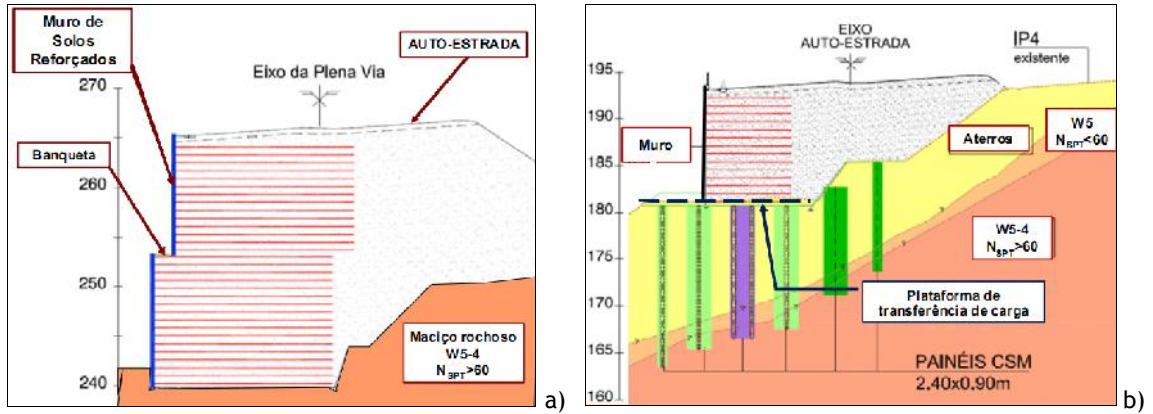 Muro de
Solos
Reforçados
AUTO-ESTRADA
Eixo da Plena Via
270
Banqueta
260
250
240
Maciço rochoso
W5-4
NSPT>60
a)
EIXO
AUTO-ESTRADA
IP4
existente
195
190
185
180
175
170
165
160
Muro
Aterros
W5
NSPT<60
W5-4
NSPT>60
Plataforma de
transferência de carga
PAINÉIS CSM
2.40x0.90m
b)